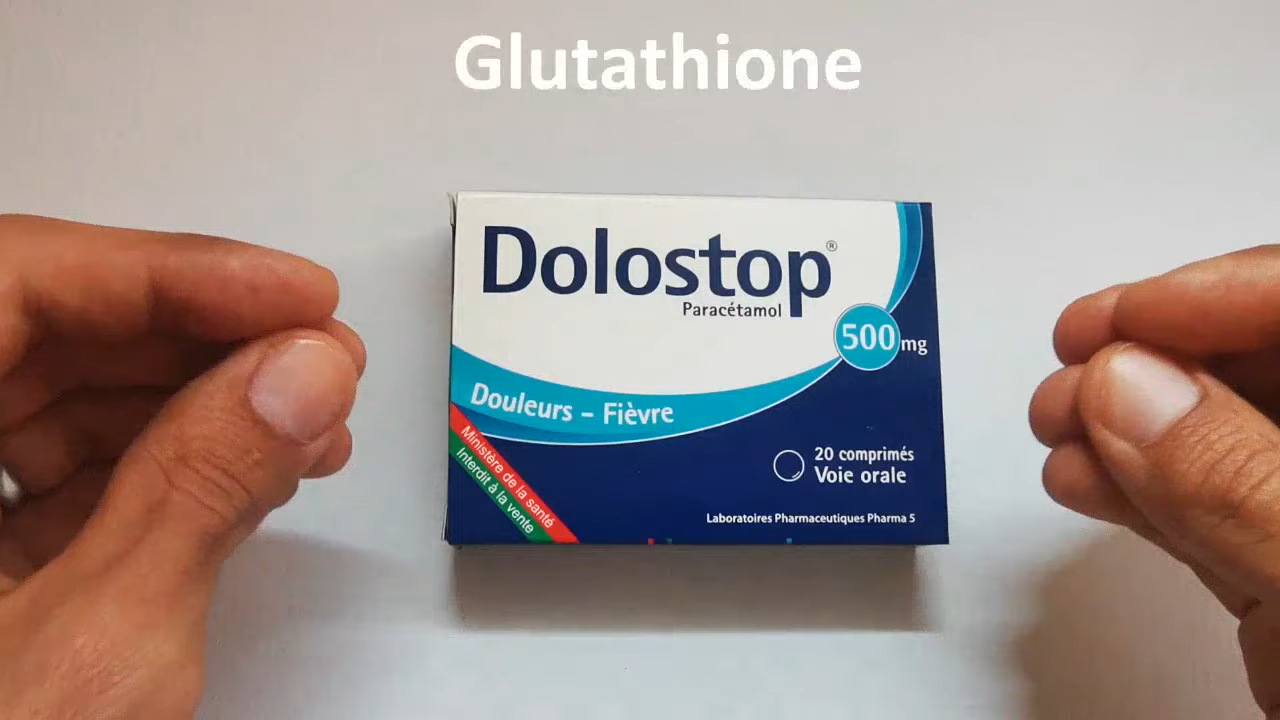 Glutathione
Dolostop®
Paracétamol
500mg
Douleurs – Fièvre
Ministère de la santé
Interdit à la vente
20 comprimés
Voie orale
Laboratoires Pharmaceutiques Pharma 5